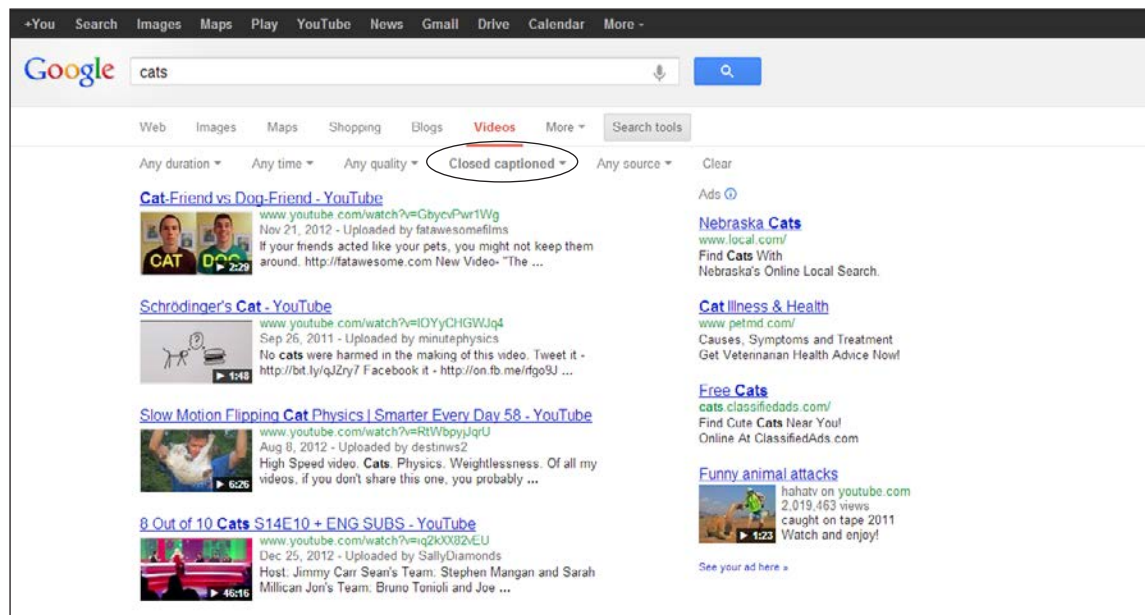 +You Search Images Maps Play YouTube News Gmail Drive Calendar More
Google
cats
Web Images Maps Shopping Blogs Videos More Search tools
Any duration Any time Any quality Closed captioned Any source Clear
Cat-Friend vs Dog-Friend - YouTube
www.youtube.com/watch?v=GbycvPwr1Wg
Nov 21, 2012 - Uploaded by fatawesomefilms
If your friends acted like your pets, you might not keep them
around. http://fatawesome.com New Video- "The ...
CAT DOG
2:29
Schrödinger's Cat - YouTube
www.youtube.com/watch?v=IOYyCHGWJq4
Sep 26, 2011 - Uploaded by minutephysics
No cats were harmed in the making of this video. Tweet it -
http://bit.ly/qJZry7 Facebook it - http://on.fb.me/rfgo9J ...
?
1:48
Slow Motion Flipping Cat Physics | Smarter Every Day 58 - YouTube
www.youtube.com/watch?v=RtWbpyjJqrU
Aug 8, 2012 - Uploaded by destinws2
High Speed video. Cats. Physics. Weightlessness. Of all my
videos, if you don't share this one, you probably ...
6:26
8 Out of 10 Cats S14E10 + ENG SUBS - YouTube
Dec 25, 2012 - Uploaded by SallyDiamonds
Host: Jimmy Carr Sean's Team: Stephen Mangan and Sarah
Millican Jon's Team: Bruno Tonioli and Joe ...
46:16
Ads
Nebraska Cats
www.local.com/
Find Cats With
Nebraska's Online Local Search.
Cat Illness & Health
www.petmd.com/
Causes, Symptoms and Treatment
Get Veterinarian Health Advice Now!
Free Cats
cats.classifiedads.com/
Find Cute Cats Near You!
Online At ClassifiedAds.com
Funny animal attacks
hahatv on youtube.com
2,019,463 views
caught on tape 2011
Watch and enjoy!
1:23
See your ad here »